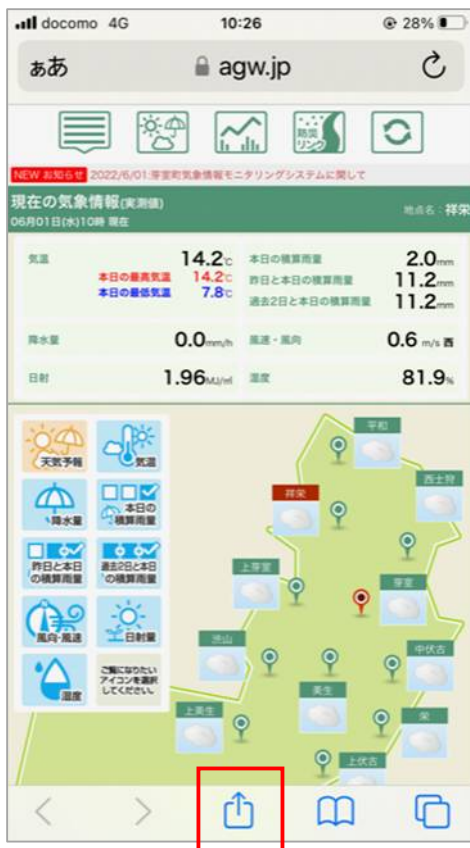 docomo 4G 10:26 28%
ぁあ agw.jp
防災
リンク
NEW お知らせ 2022/6/01:芽室町気象情報モニタリングシステムに関して
現在の気象情報(実測値)
06月01日(水)10時 現在
地点名:祥栄
気温 14.2℃
本日の最高気温 14.2℃
本日の最低気温 7.8℃
本日の積算雨量 2.0mm
昨日と本日の積算雨量 11.2mm
過去2日と本日の積算雨量 11.2mm
降水量 0.0mm/h
風速・風向 0.6 m/s 西
日射 1.96MJ/㎡
湿度 81.9%
天気予報
気温
降水量
本日の
積算雨量
昨日と本日
の積算雨量
過去2日と本日
の積算雨量
風向・風速
日射量
湿度
ご覧になりたい
アイコンを選択
してください。
平和
西士狩
祥栄
上芽室
芽室
渋山
中伏古
美生
上美生
栄
上伏古